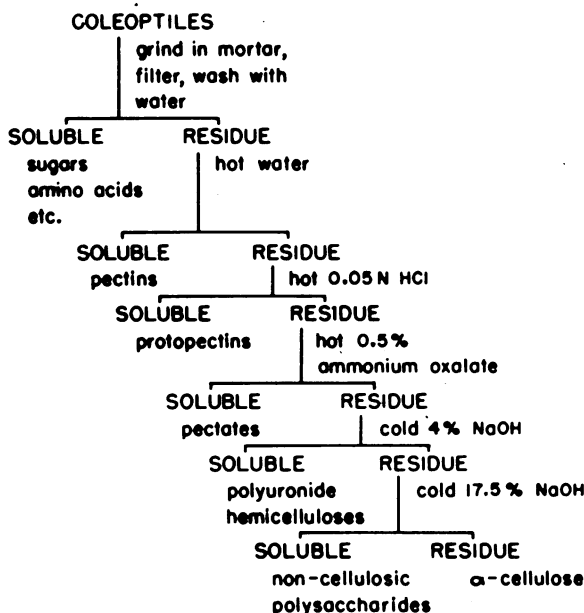 COLEOPTILES
grind in mortar,
filter, wash with
water
SOLUBLE RESIDUE
sugars hot water
amino acids
etc.
SOLUBLE RESIDUE
pectins hot 0.05 N HCl
SOLUBLE RESIDUE
protopectins hot 0.5%
ammonium oxalate
SOLUBLE RESIDUE
pectates cold 4% NaOH
SOLUBLE RESIDUE
polyuronide cold 17.5% NaOH
hemicelluloses
SOLUBLE RESIDUE
non-cellulosic α-cellulose
polysaccharides